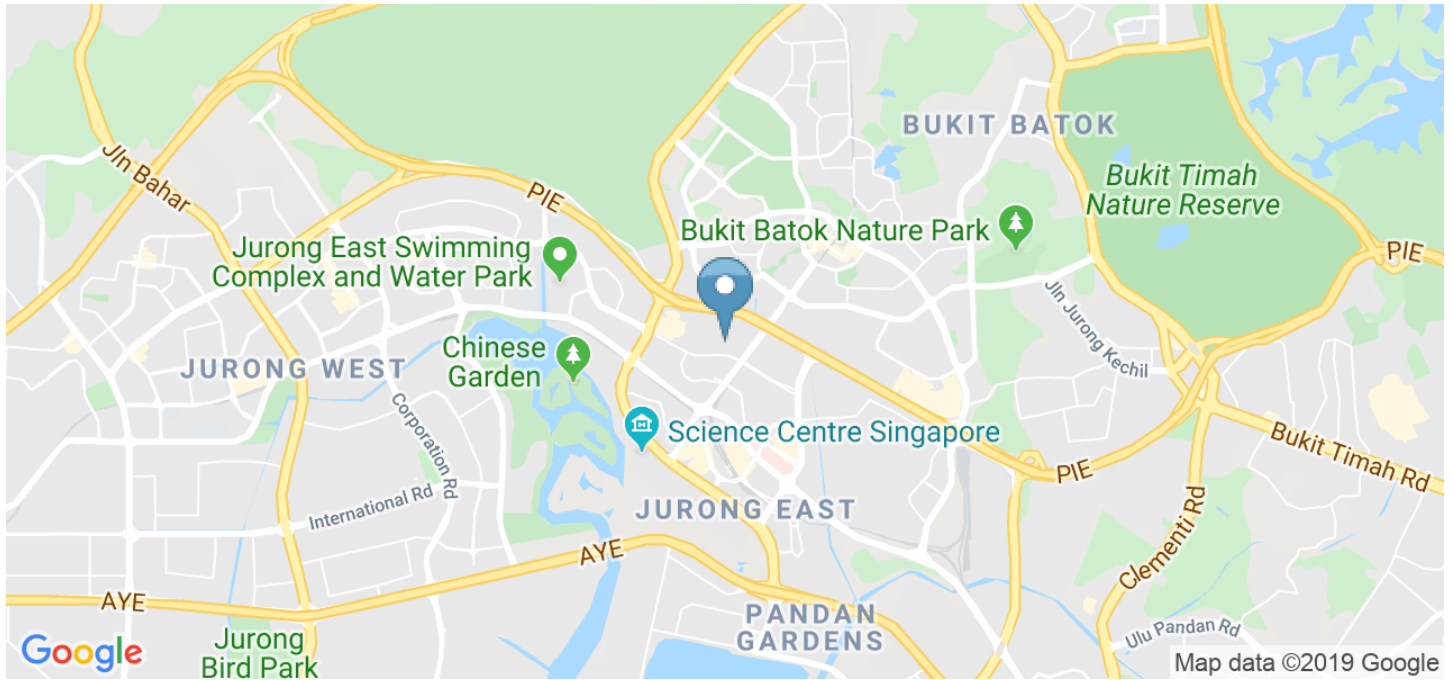 BUKIT BATOK
Jln Bahar
Bukit Timah
Nature Reserve
PIE
Bukit Batok Nature Park
Jurong East Swimming
Complex and Water Park
PIE
Jln Jurong Kechil
Chinese
Garden
JURONG WEST
Corporation Rd
Science Centre Singapore
Bukit Timah Rd
PIE
International Rd
JURONG EAST
Clementi Rd
AYE
AYE
PANDAN
GARDENS
Ulu Pandan Rd
Jurong
Bird Park
Google
Map data ©2019 Google